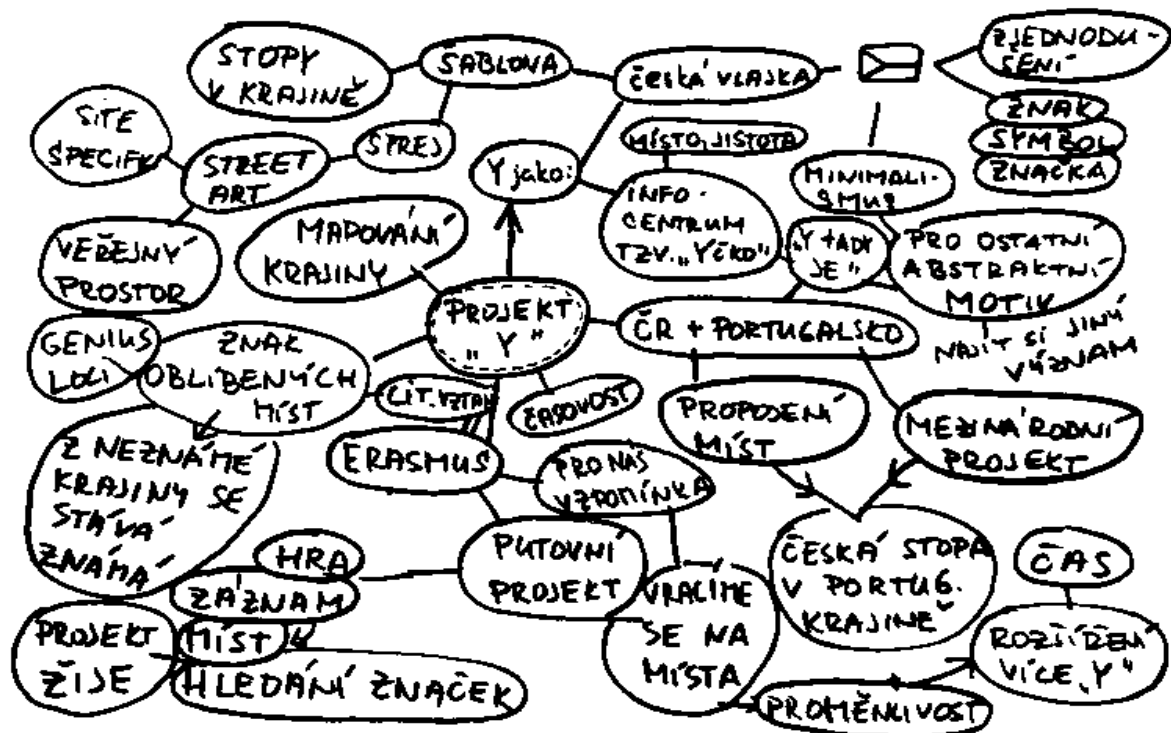 STOPY
V KRAJINĚ
ŠABLONA
ČESKÁ VLAJKA
ZJEDNODU-
ŠENÍ
ZNAK
SYMBOL
ZNAČKA
SITE
SPECIFIK
STREET
ART
SPREJ
Y jako:
MÍSTO, JISTOTA
INFO-
CENTRUM
TZV. „YČKO"
MINIMALI-
SMUS
„Y TADY
JE"
PRO OSTATNÍ
ABSTRAKTNÍ
MOTIV
NAJÍT SI JINÝ
VÝZNAM
VEŘEJNÝ
PROSTOR
MAPOVÁNÍ
KRAJINY
PROJEKT
„Y"
ČR + PORTUGALSKO
GENIUS
LOCI
ZNAK
OBLÍBENÝCH
MÍST
CIT. VZTAH
ČASOVOST
PROPOJENÍ
MÍST
MEZINÁRODNÍ
PROJEKT
Z NEZNÁMÉ
KRAJINY SE
STÁVÁ
ZNÁMÁ
ERASMUS
PRO NÁS
VZPOMÍNKA
HRA
ZÁZNAM
MÍST
PUTOVNÍ
PROJEKT
VRACÍME
SE NA
MÍSTA
ČESKÁ STOPA
V PORTUG.
KRAJINĚ
ČAS
PROJEKT
ŽIJE
HLEDÁNÍ ZNAČEK
PROMĚNLIVOST
ROZŠÍŘENÍ
VÍCE „Y"